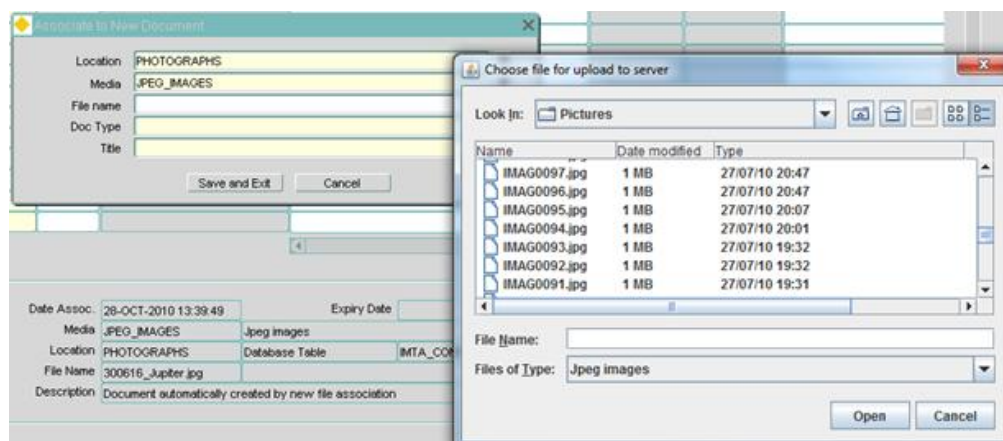 Associate to New Document
Location PHOTOGRAPHS
Media JPEG_IMAGES
File name
Doc Type
Title
Save and Exit Cancel
Choose file for upload to server
Look In: Pictures
Name Date modified Type
IMAG0097.jpg 1 MB 27/07/10 20:47
IMAG0096.jpg 1 MB 27/07/10 20:47
IMAG0095.jpg 1 MB 27/07/10 20:07
IMAG0094.jpg 1 MB 27/07/10 20:01
IMAG0093.jpg 1 MB 27/07/10 19:32
IMAG0092.jpg 1 MB 27/07/10 19:32
IMAG0091.jpg 1 MB 27/07/10 19:31
File Name:
Files of Type: Jpeg images
Open Cancel
Date Assoc. 28-OCT-2010 13:39:49 Expiry Date
Media JPEG_IMAGES Jpeg images
Location PHOTOGRAPHS Database Table IMTA_CON
File Name 300616_Jupiter.jpg
Description Document automatically created by new file association